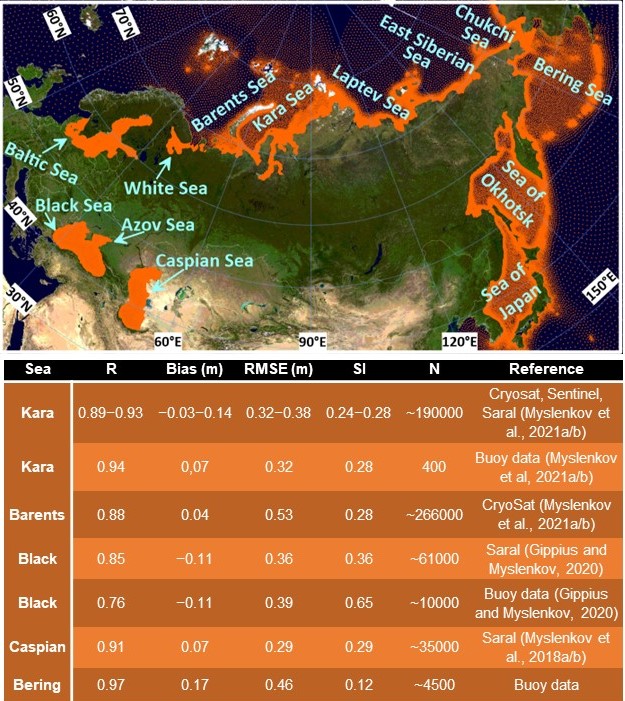 60°N
70°N
Chukchi
Sea
East Siberian
Sea
Bering Sea
50°N
Laptev Sea
Barents Sea
Kara Sea
Baltic Sea
White Sea
Sea of
Okhotsk
40°N
Black Sea
Azov Sea
Caspian Sea
Sea of
Japan
150°E
30°N
60°E
90°E
120°E
Sea R Bias (m) RMSE (m) SI N Reference
Kara 0.89−0.93 −0.03−0.14 0.32−0.38 0.24−0.28 ~190000 Cryosat, Sentinel,
Saral (Myslenkov et
al., 2021a/b)
Kara 0.94 0,07 0.32 0.28 400 Buoy data (Myslenkov
et al, 2021a/b)
Barents 0.88 0.04 0.53 0.28 ~266000 CryoSat (Myslenkov
et al., 2021a/b)
Black 0.85 −0.11 0.36 0.36 ~61000 Saral (Gippius and
Myslenkov, 2020)
Black 0.76 −0.11 0.39 0.65 ~10000 Buoy data (Gippius
and Myslenkov, 2020)
Caspian 0.91 0.07 0.29 0.29 ~35000 Saral (Myslenkov et
al., 2018a/b)
Bering 0.97 0.17 0.46 0.12 ~4500 Buoy data